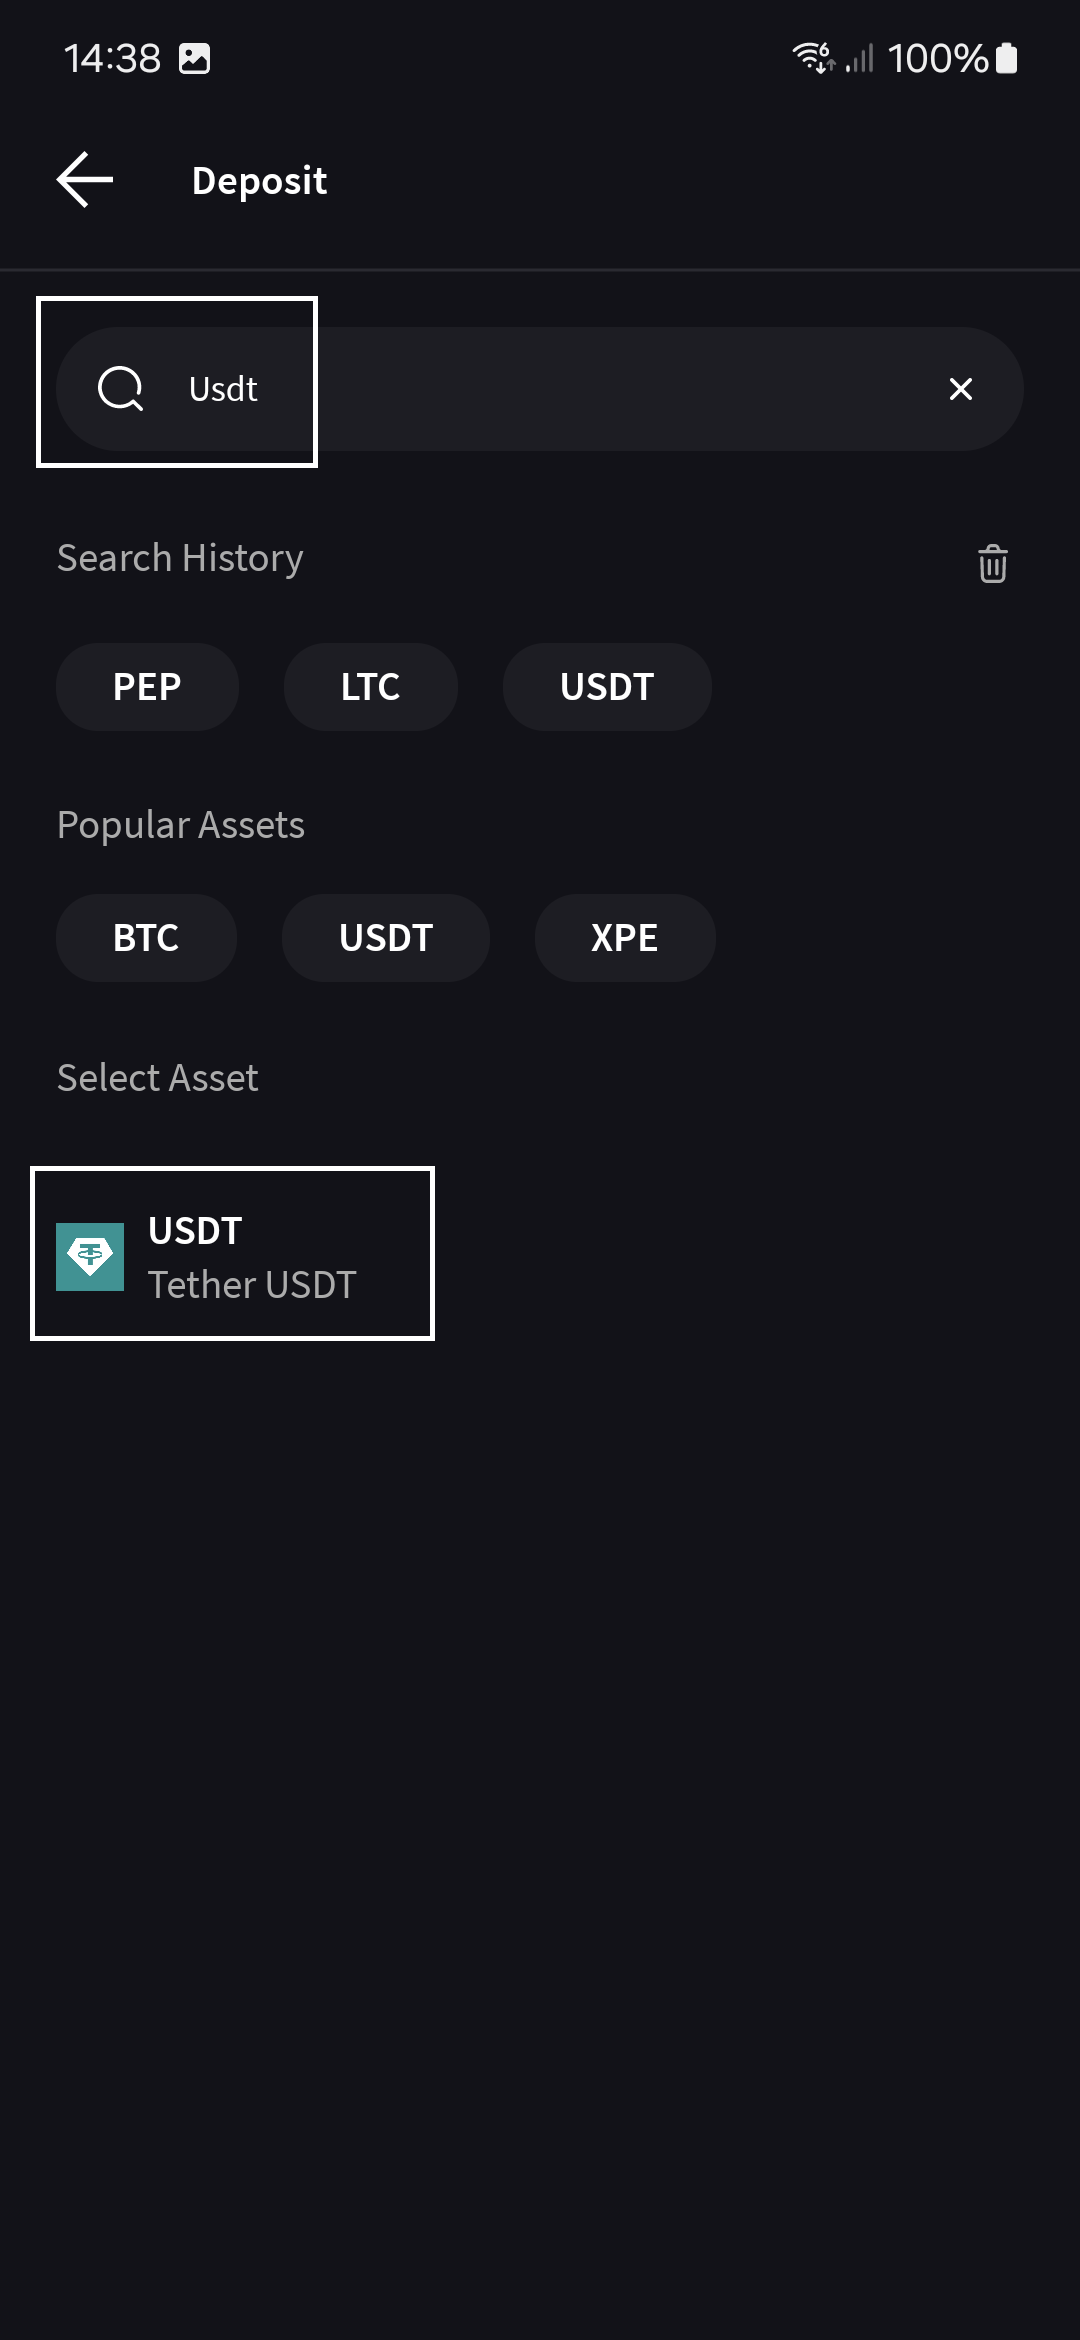 14:38 6 100%
Deposit
Usdt
Search History
PEP LTC USDT
Popular Assets
BTC USDT XPE
Select Asset
USDT
Tether USDT